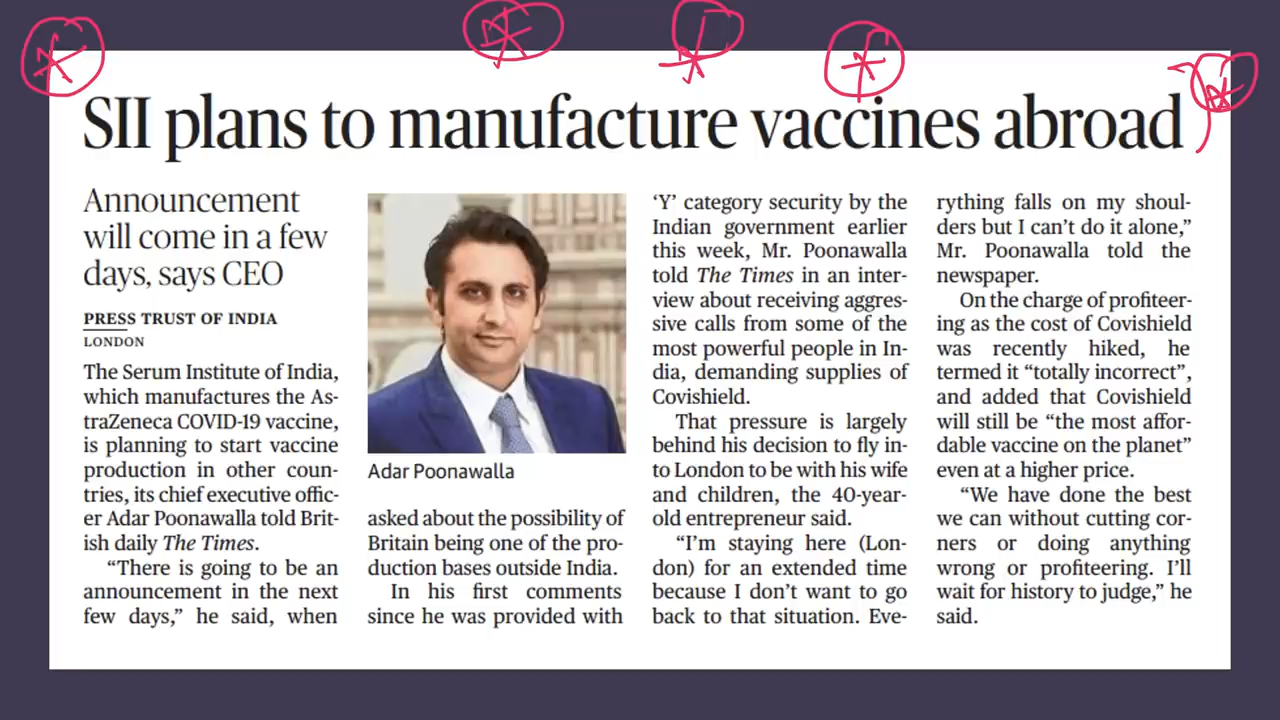 SII plans to manufacture vaccines abroad
Announcement
will come in a few
days, says CEO
PRESS TRUST OF INDIA
LONDON
The Serum Institute of India,
which manufactures the As-
traZeneca COVID-19 vaccine,
is planning to start vaccine
production in other coun-
tries, its chief executive offic-
er Adar Poonawalla told Brit-
ish daily The Times.
“There is going to be an
announcement in the next
few days,” he said, when
Adar Poonawalla
asked about the possibility of
Britain being one of the pro-
duction bases outside India.
In his first comments
since he was provided with
‘Y’ category security by the
Indian government earlier
this week, Mr. Poonawalla
told The Times in an inter-
view about receiving aggres-
sive calls from some of the
most powerful people in In-
dia, demanding supplies of
Covishield.
That pressure is largely
behind his decision to fly in-
to London to be with his wife
and children, the 40-year-
old entrepreneur said.
“I’m staying here (Lon-
don) for an extended time
because I don’t want to go
back to that situation. Eve-
rything falls on my shoul-
ders but I can’t do it alone,”
Mr. Poonawalla told the
newspaper.
On the charge of profiteer-
ing as the cost of Covishield
was recently hiked, he
termed it “totally incorrect”,
and added that Covishield
will still be “the most affor-
dable vaccine on the planet”
even at a higher price.
“We have done the best
we can without cutting cor-
ners or doing anything
wrong or profiteering. I’ll
wait for history to judge,” he
said.